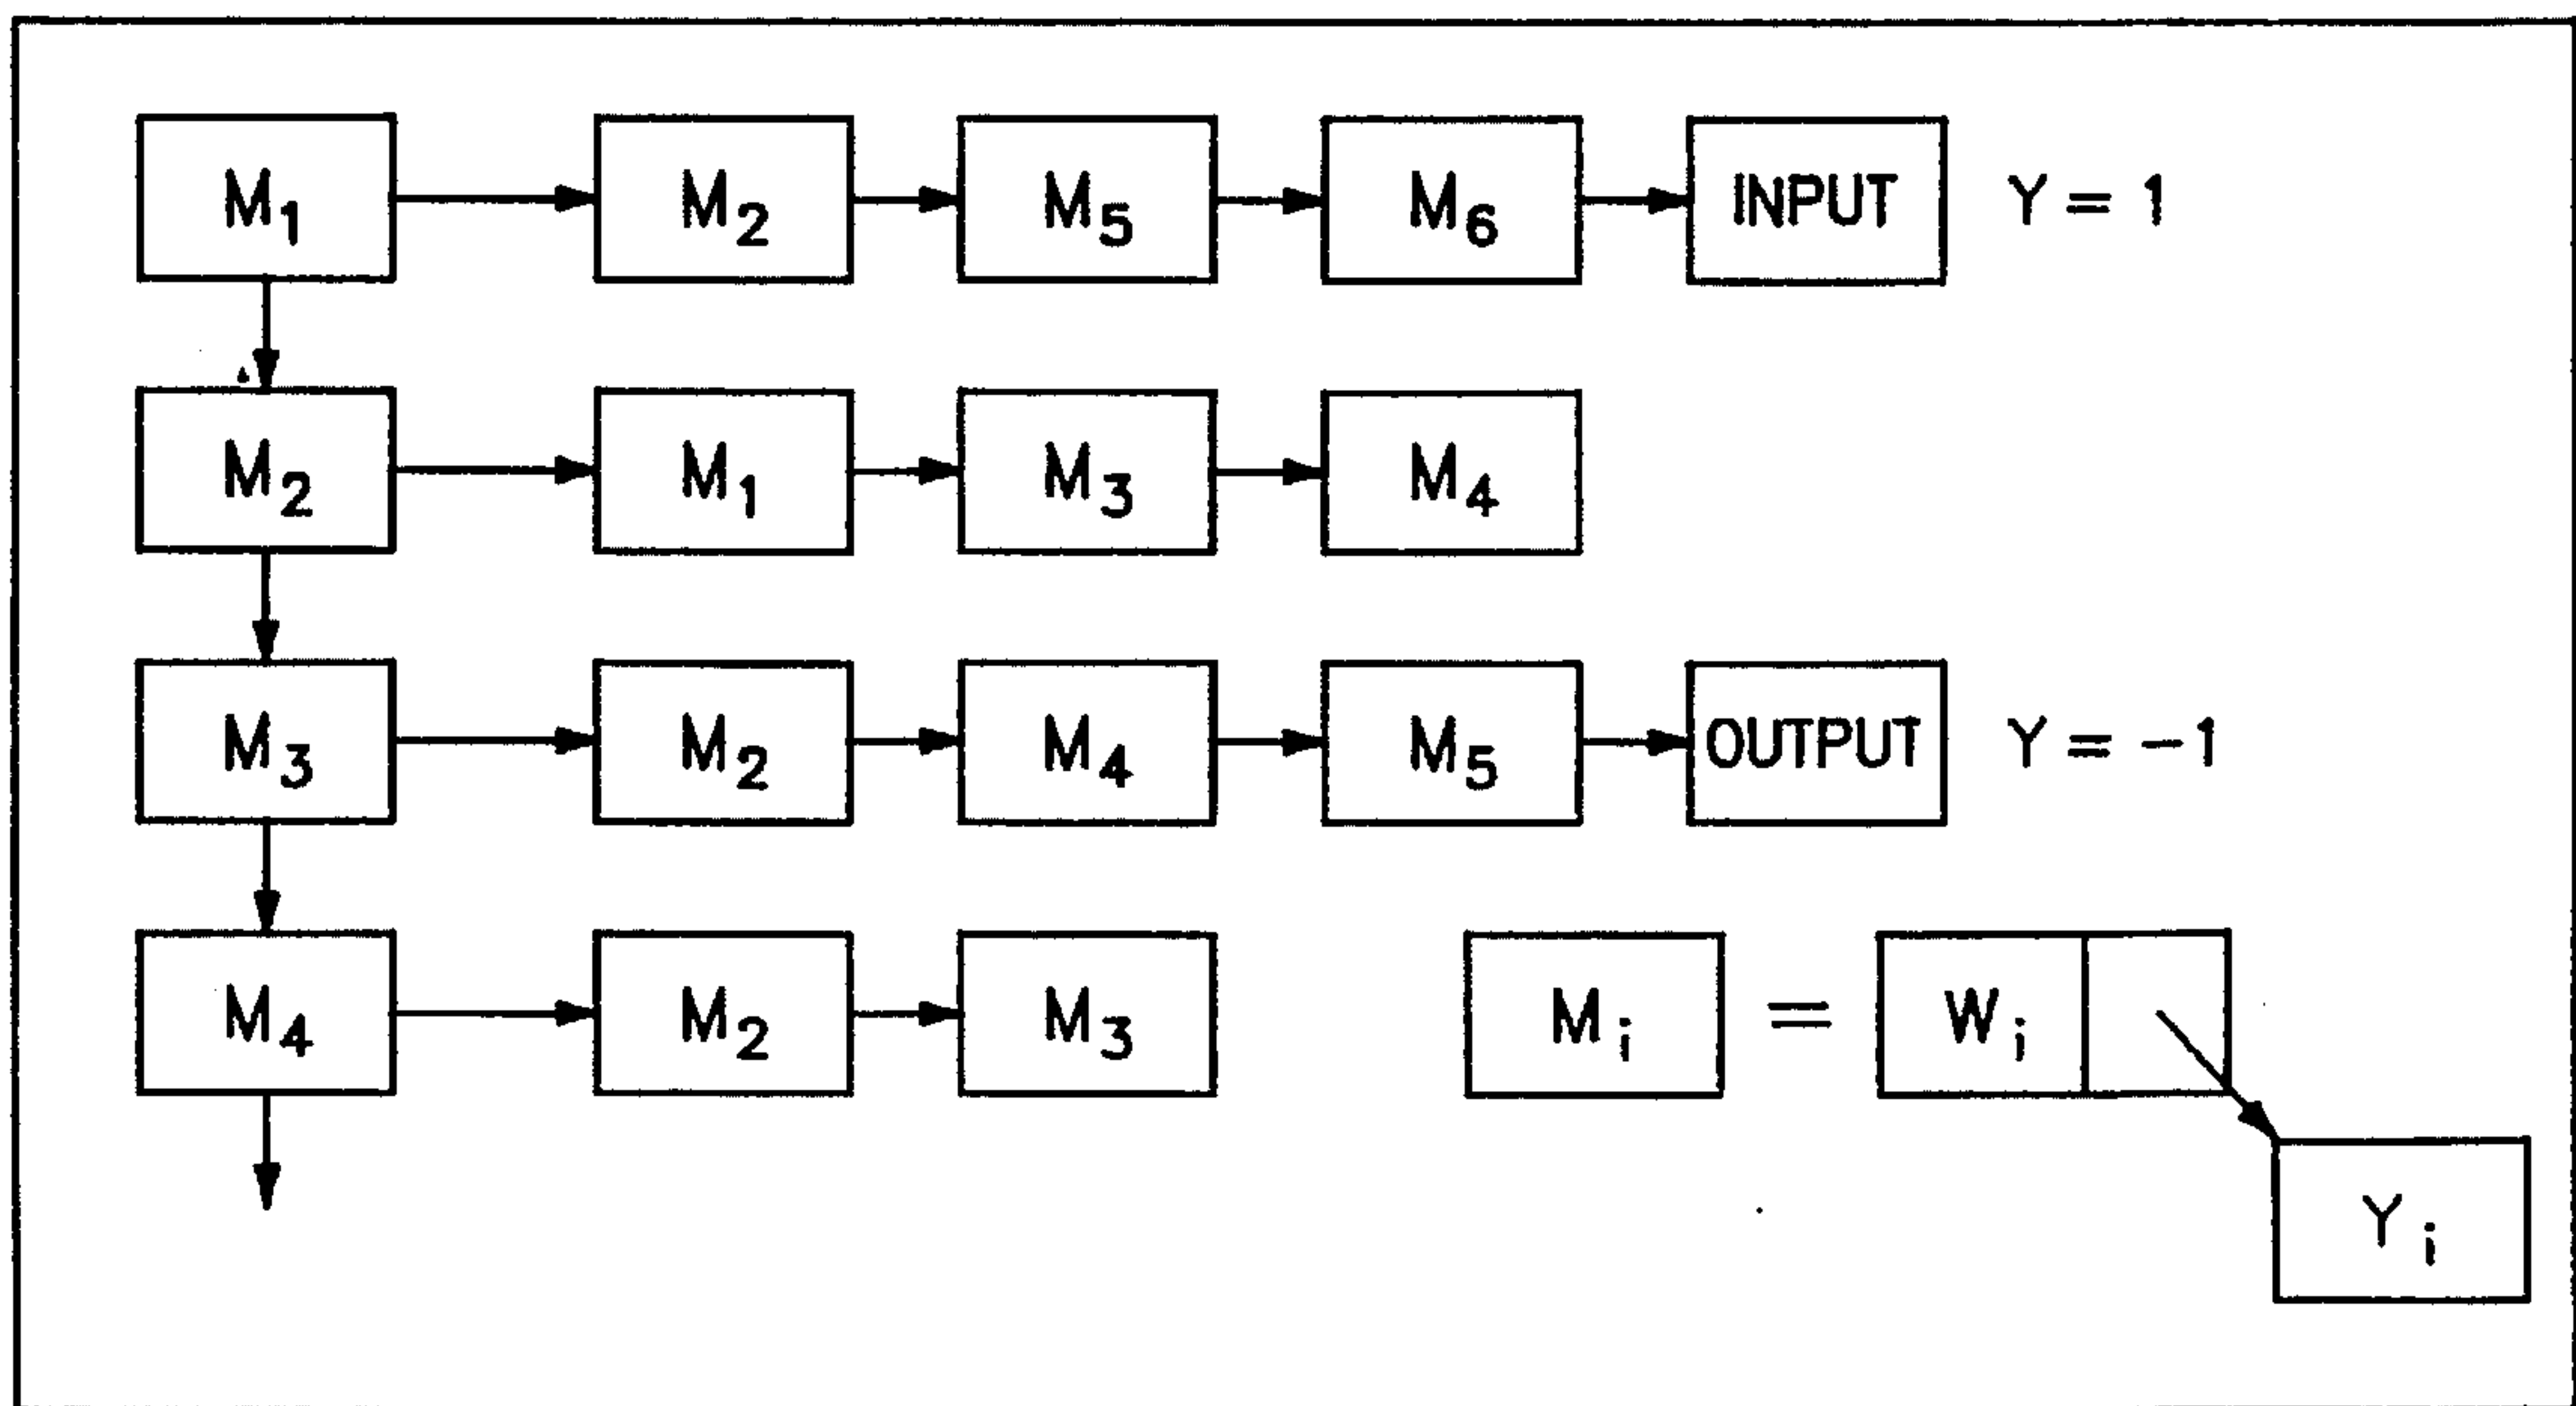 M₁ M₂ M₅ M₆ INPUT Y = 1
M₂ M₁ M₃ M₄
M₃ M₂ M₄ M₅ OUTPUT Y = -1
M₄ M₂ M₃ Mᵢ = Wᵢ
Yᵢ